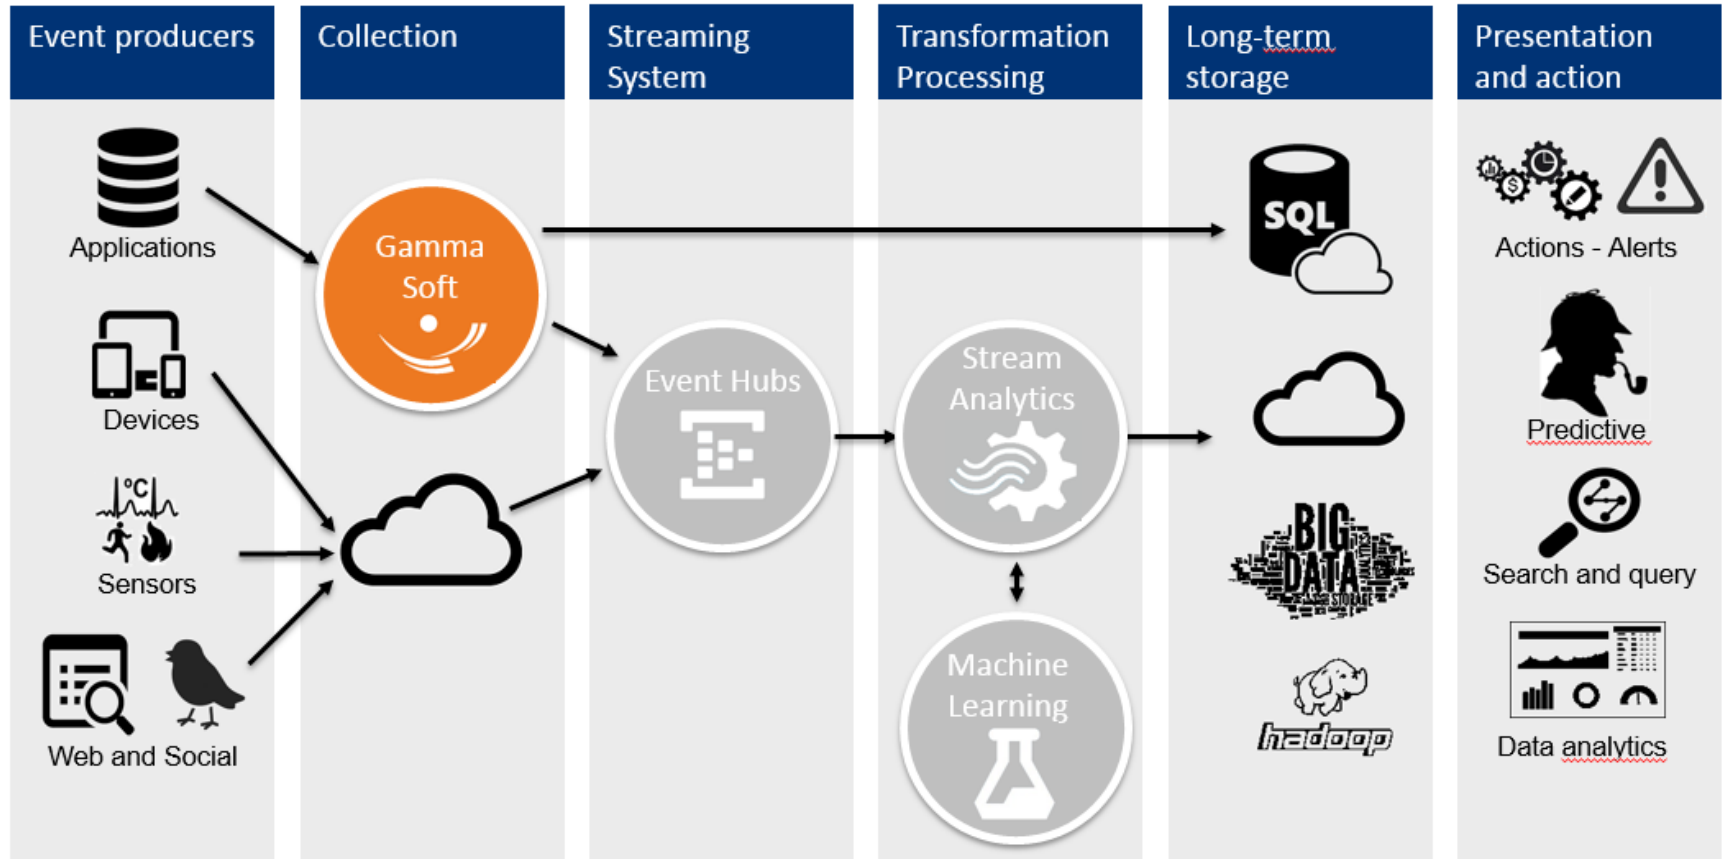 Event producers
Collection
Streaming
System
Transformation
Processing
Long-term
storage
Presentation
and action
Applications
Devices
°C
Sensors
Web and Social
Gamma
Soft
Event Hubs
Stream
Analytics
Machine
Learning
SQL
BIG
DATA
ANALYTICS
STORAGE
hadoop
$
Actions - Alerts
Predictive
Search and query
Data analytics